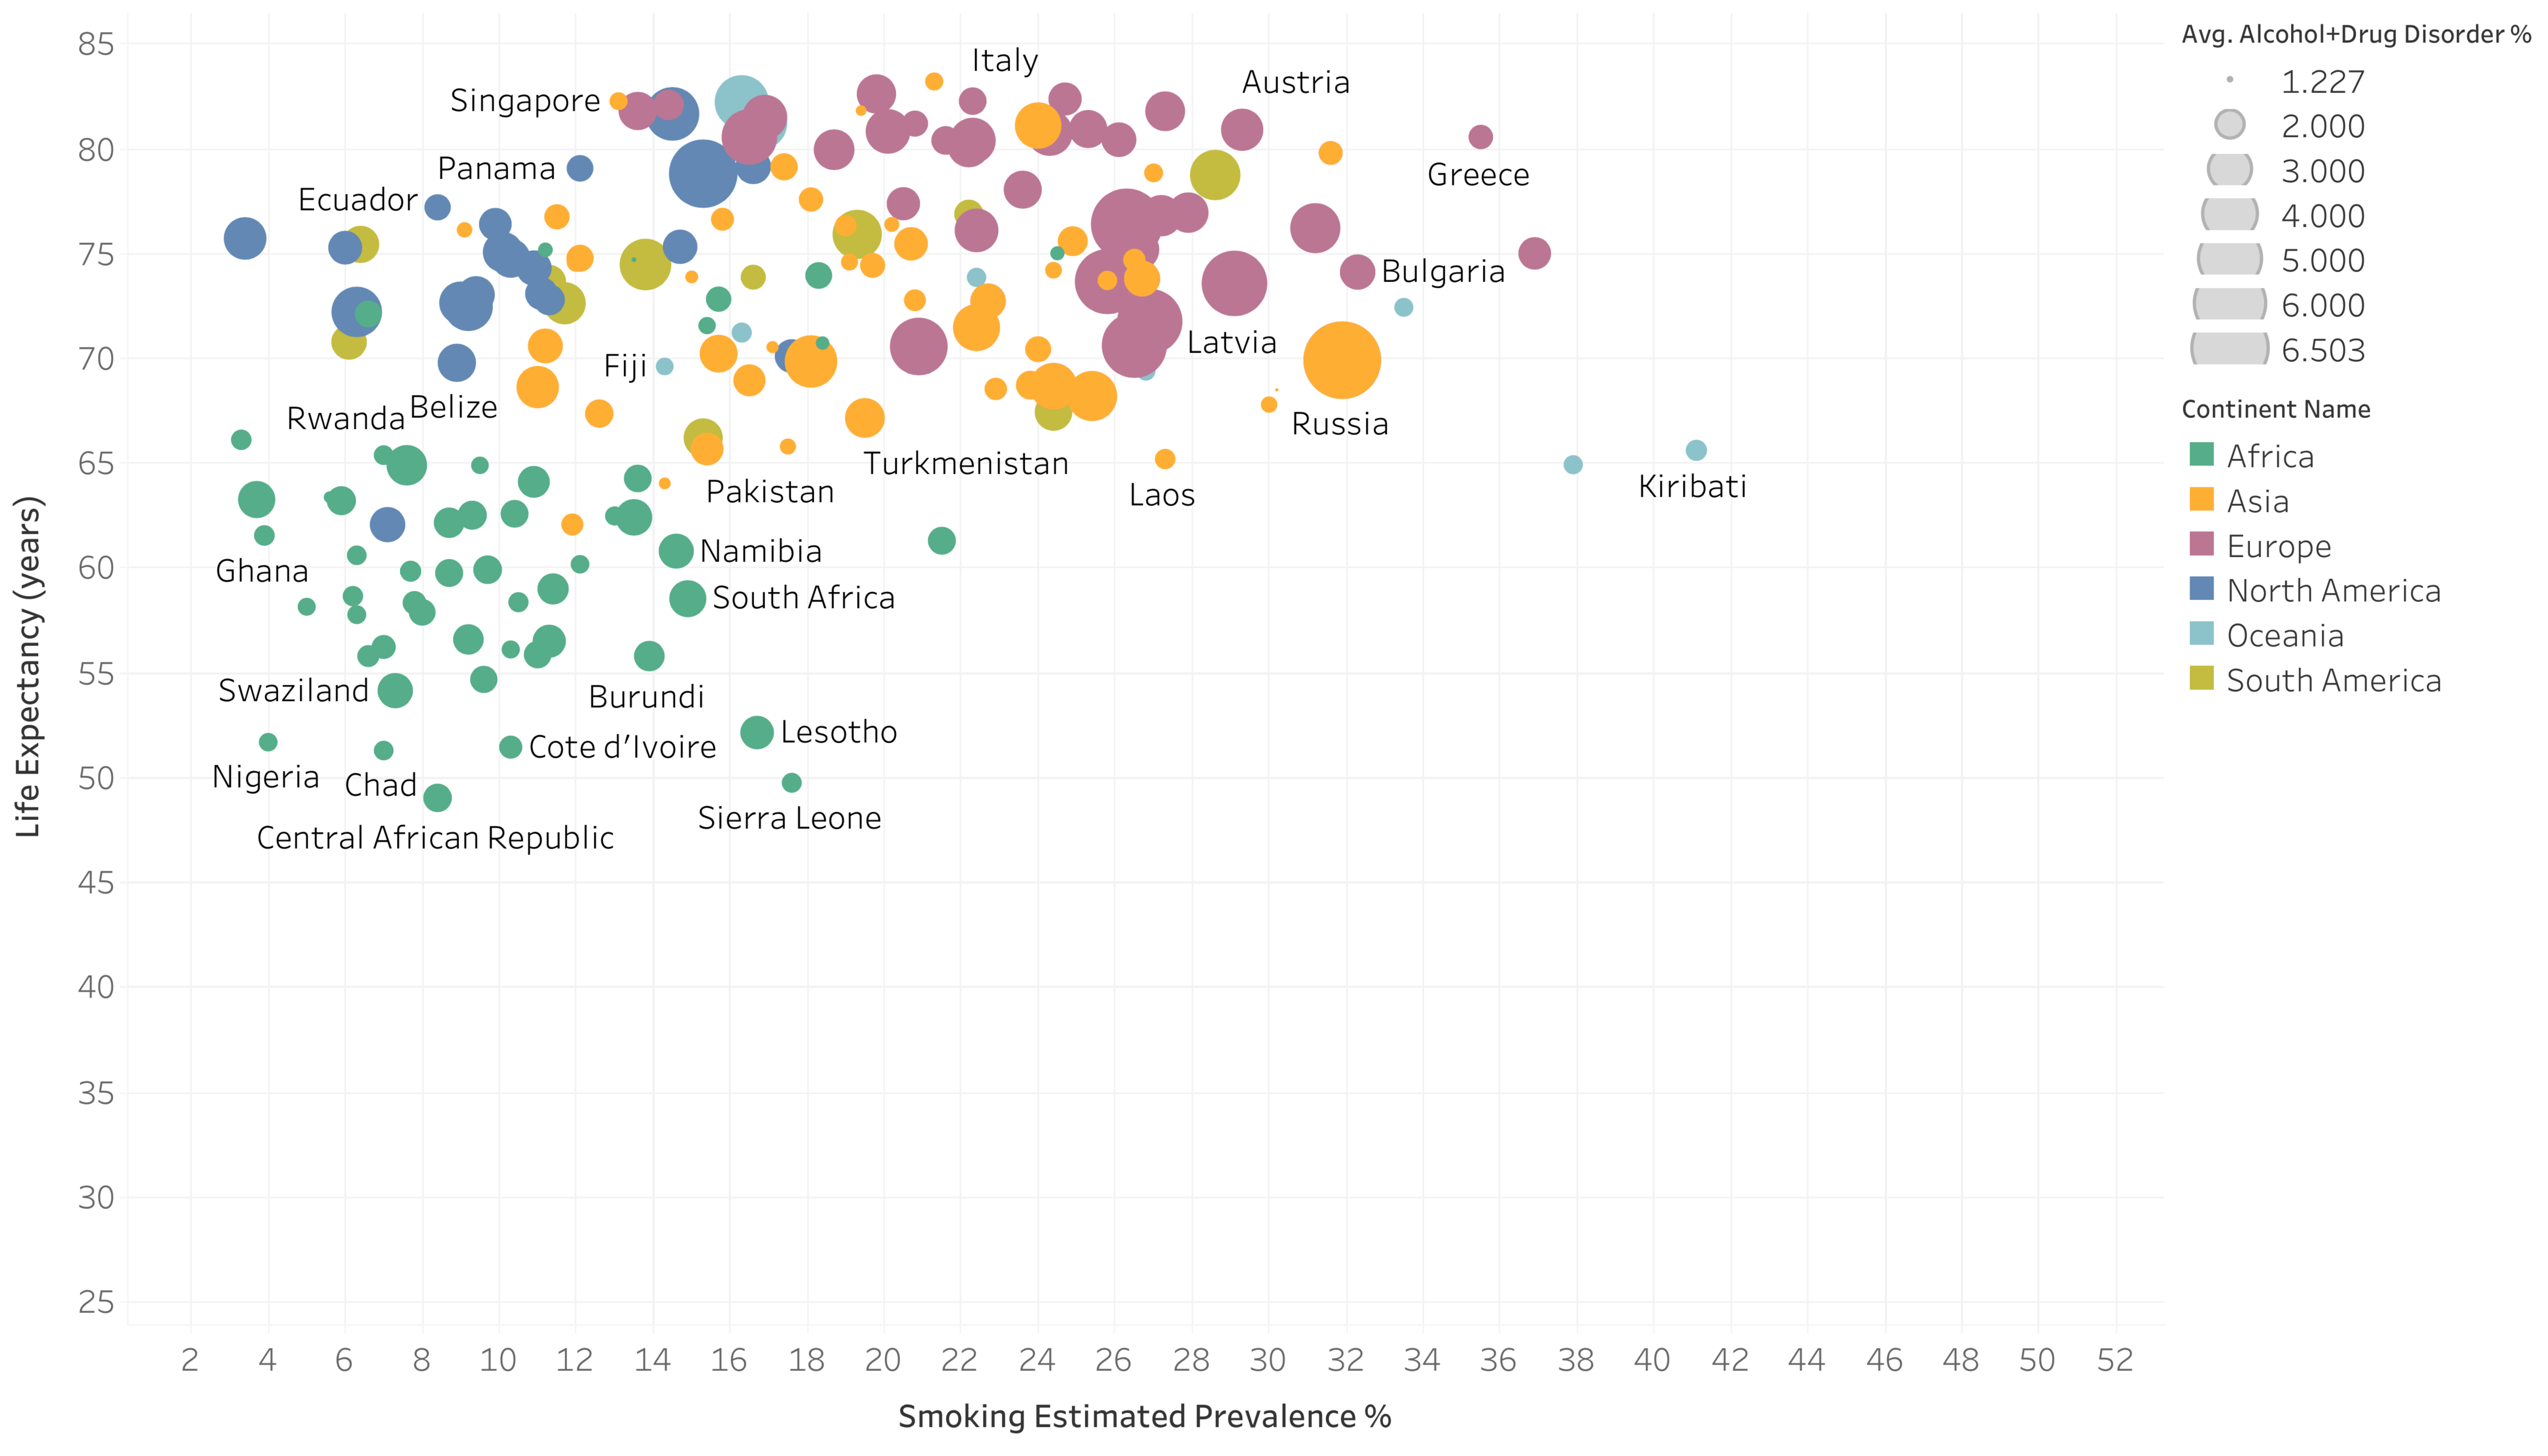 Avg. Alcohol+Drug Disorder %
1.227
2.000
3.000
4.000
5.000
6.000
6.503
Continent Name
Africa
Asia
Europe
North America
Oceania
South America
Life Expectancy (years)
85
80
75
70
65
60
55
50
45
40
35
30
25
Italy
Austria
Singapore
Panama
Greece
Ecuador
Bulgaria
Latvia
Fiji
Belize
Rwanda
Russia
Turkmenistan
Kiribati
Pakistan
Laos
Namibia
Ghana
South Africa
Swaziland
Burundi
Lesotho
Cote d’Ivoire
Nigeria
Chad
Sierra Leone
Central African Republic
2 4 6 8 10 12 14 16 18 20 22 24 26 28 30 32 34 36 38 40 42 44 46 48 50 52
Smoking Estimated Prevalence %